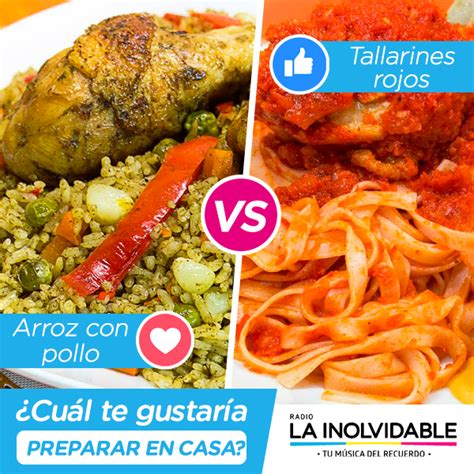 Tallarines
rojos
VS
Arroz con
pollo
¿Cuál te gustaría
PREPARAR EN CASA?
RADIO
LA INOLVIDABLE
• TU MÚSICA DEL RECUERDO •